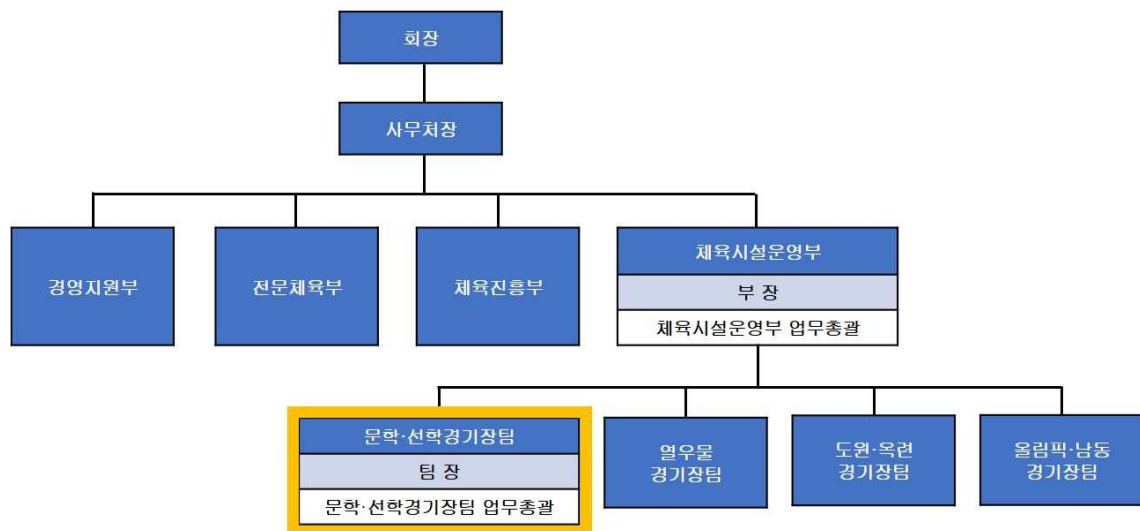 회장
사무처장
경영지원부
전문체육부
체육진흥부
체육시설운영부
부 장
체육시설운영부 업무총괄
문학·선학경기장팀
팀 장
문학·선학경기장팀 업무총괄
열우물
경기장팀
도원·옥련
경기장팀
올림픽·남동
경기장팀